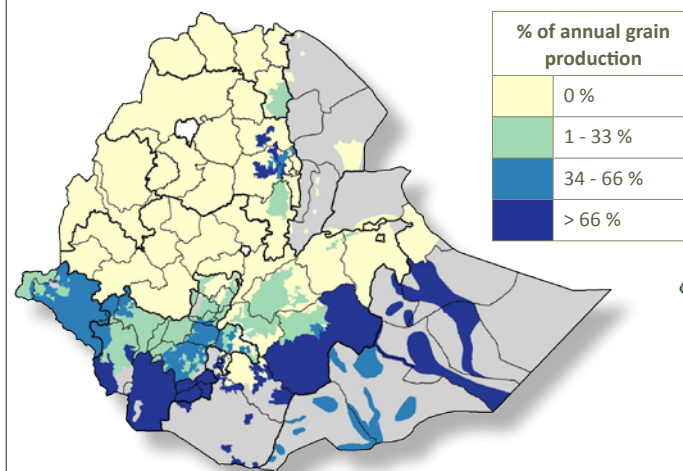 % of annual grain
production
0 %
1 - 33 %
34 - 66 %
> 66 %